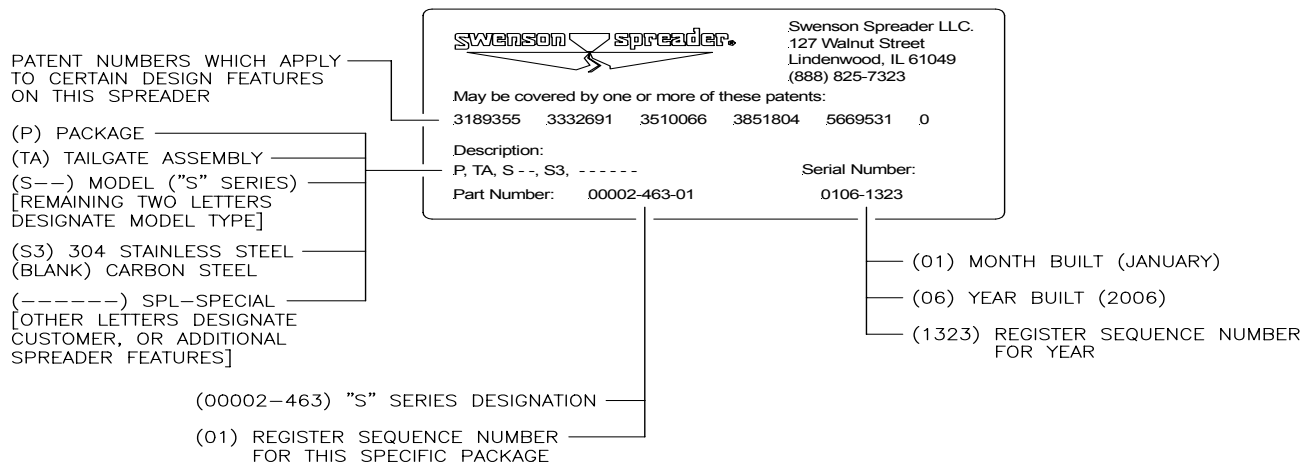 swenson spreader®
Swenson Spreader LLC.
127 Walnut Street
Lindenwood, IL 61049
(888) 825-7323
May be covered by one or more of these patents:
3189355 3332691 3510066 3851804 5669531 0
Description:
P, TA, S - -, S3, - - - - - -
Serial Number:
Part Number: 00002-463-01
0106-1323
PATENT NUMBERS WHICH APPLY
TO CERTAIN DESIGN FEATURES
ON THIS SPREADER
(P) PACKAGE
(TA) TAILGATE ASSEMBLY
(S--) MODEL ("S" SERIES)
[REMAINING TWO LETTERS
DESIGNATE MODEL TYPE]
(S3) 304 STAINLESS STEEL
(BLANK) CARBON STEEL
(------) SPL-SPECIAL
[OTHER LETTERS DESIGNATE
CUSTOMER, OR ADDITIONAL
SPREADER FEATURES]
(00002-463) "S" SERIES DESIGNATION
(01) REGISTER SEQUENCE NUMBER
FOR THIS SPECIFIC PACKAGE
(01) MONTH BUILT (JANUARY)
(06) YEAR BUILT (2006)
(1323) REGISTER SEQUENCE NUMBER
FOR YEAR